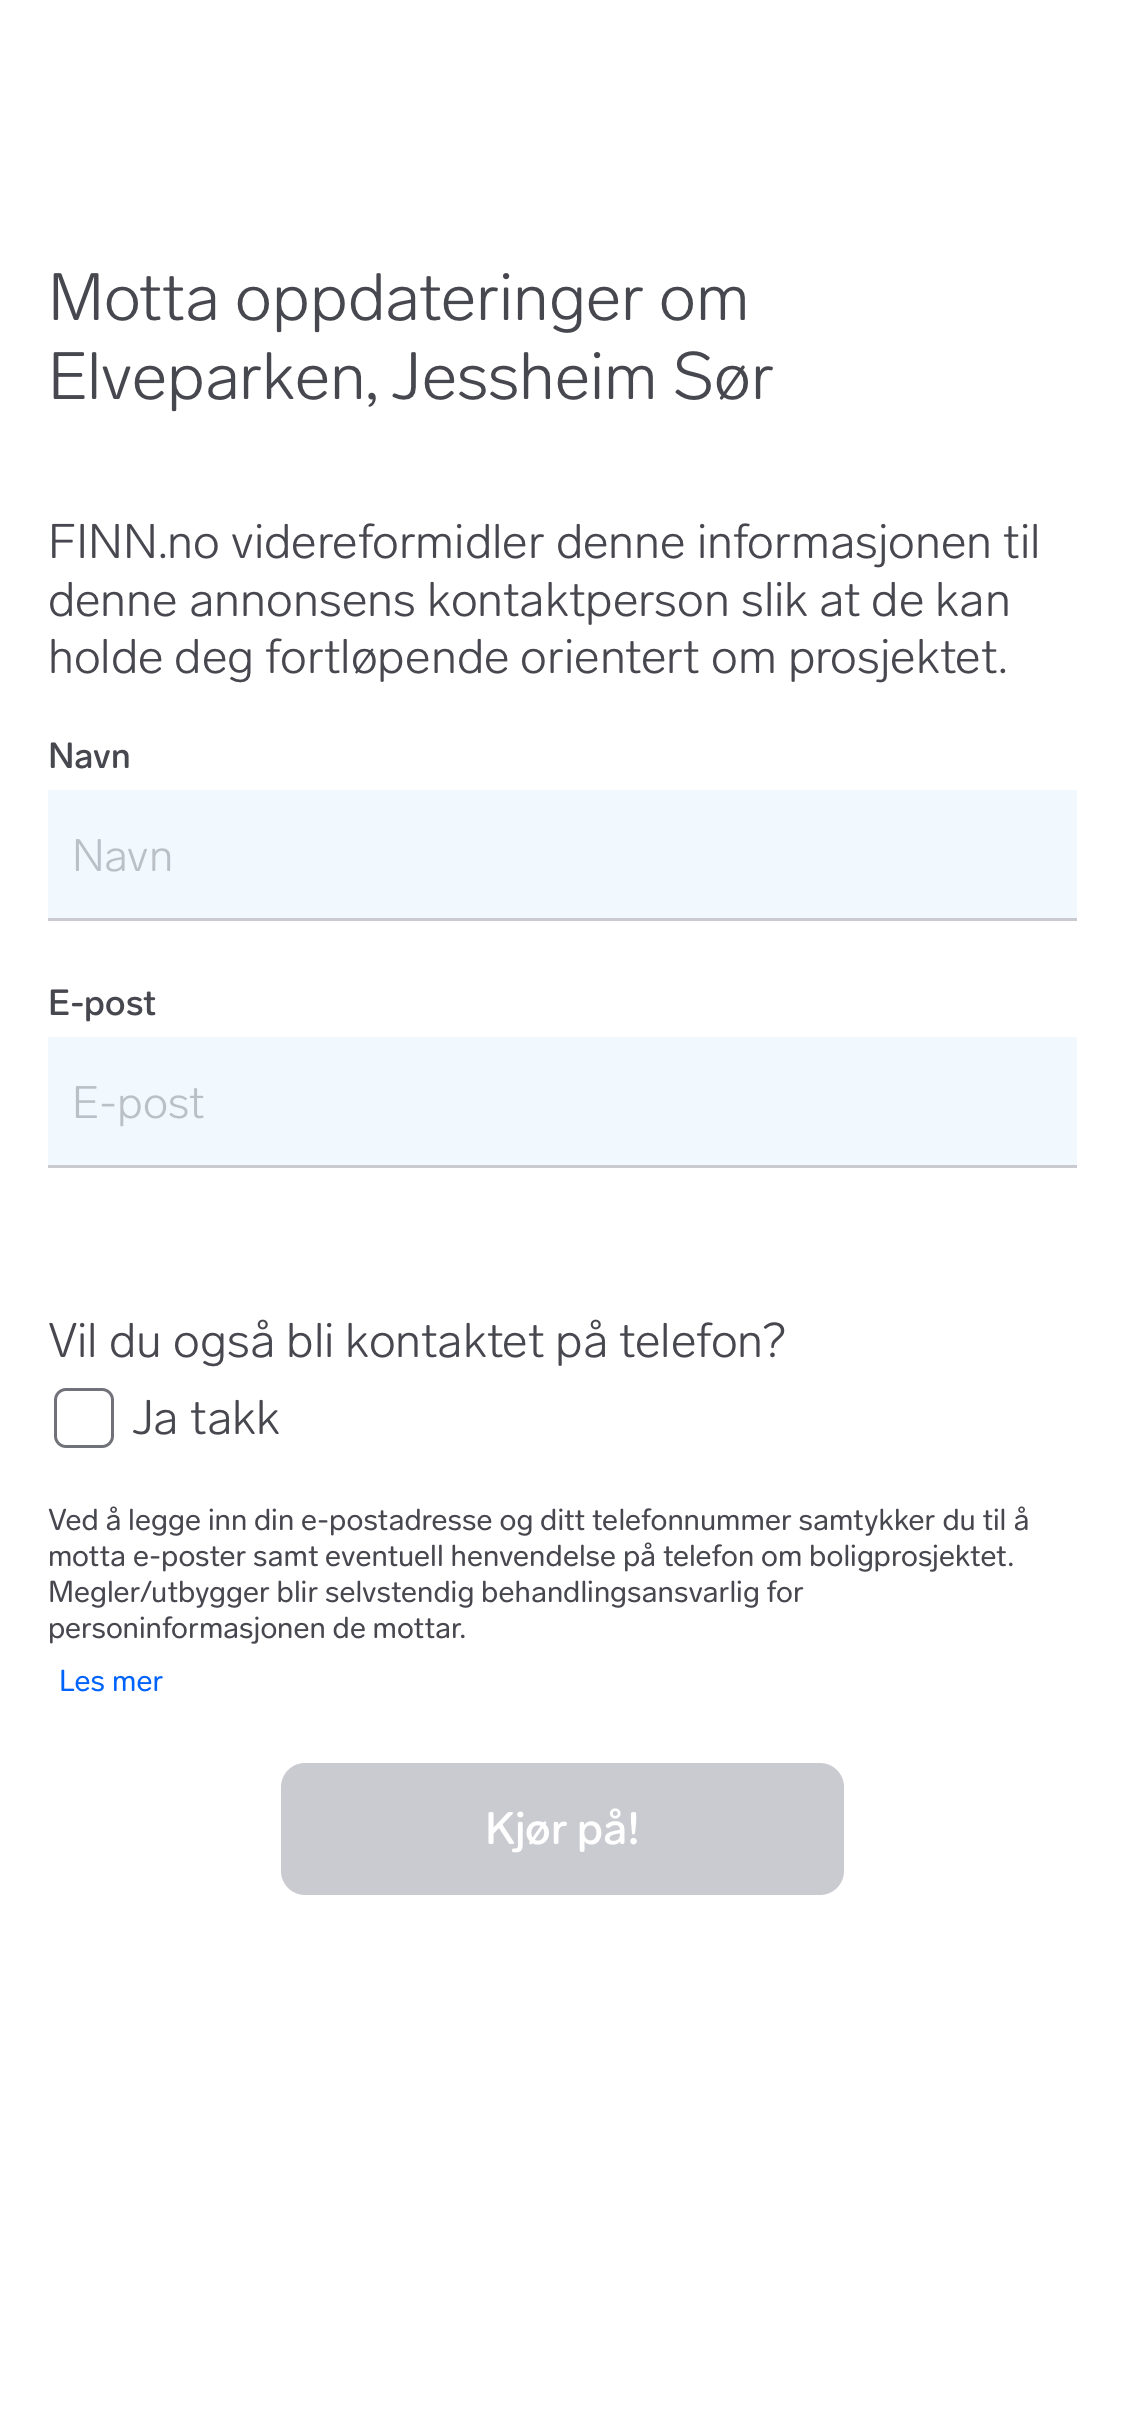 Motta oppdateringer om
Elveparken, Jessheim Sør
FINN.no videreformidler denne informasjonen til
denne annonsens kontaktperson slik at de kan
holde deg fortløpende orientert om prosjektet.
Navn
Navn
E-post
E-post
Vil du også bli kontaktet på telefon?
Ja takk
Ved å legge inn din e-postadresse og ditt telefonnummer samtykker du til å
motta e-poster samt eventuell henvendelse på telefon om boligprosjektet.
Megler/utbygger blir selvstendig behandlingsansvarlig for
personinformasjonen de mottar.
Les mer
Kjør på!